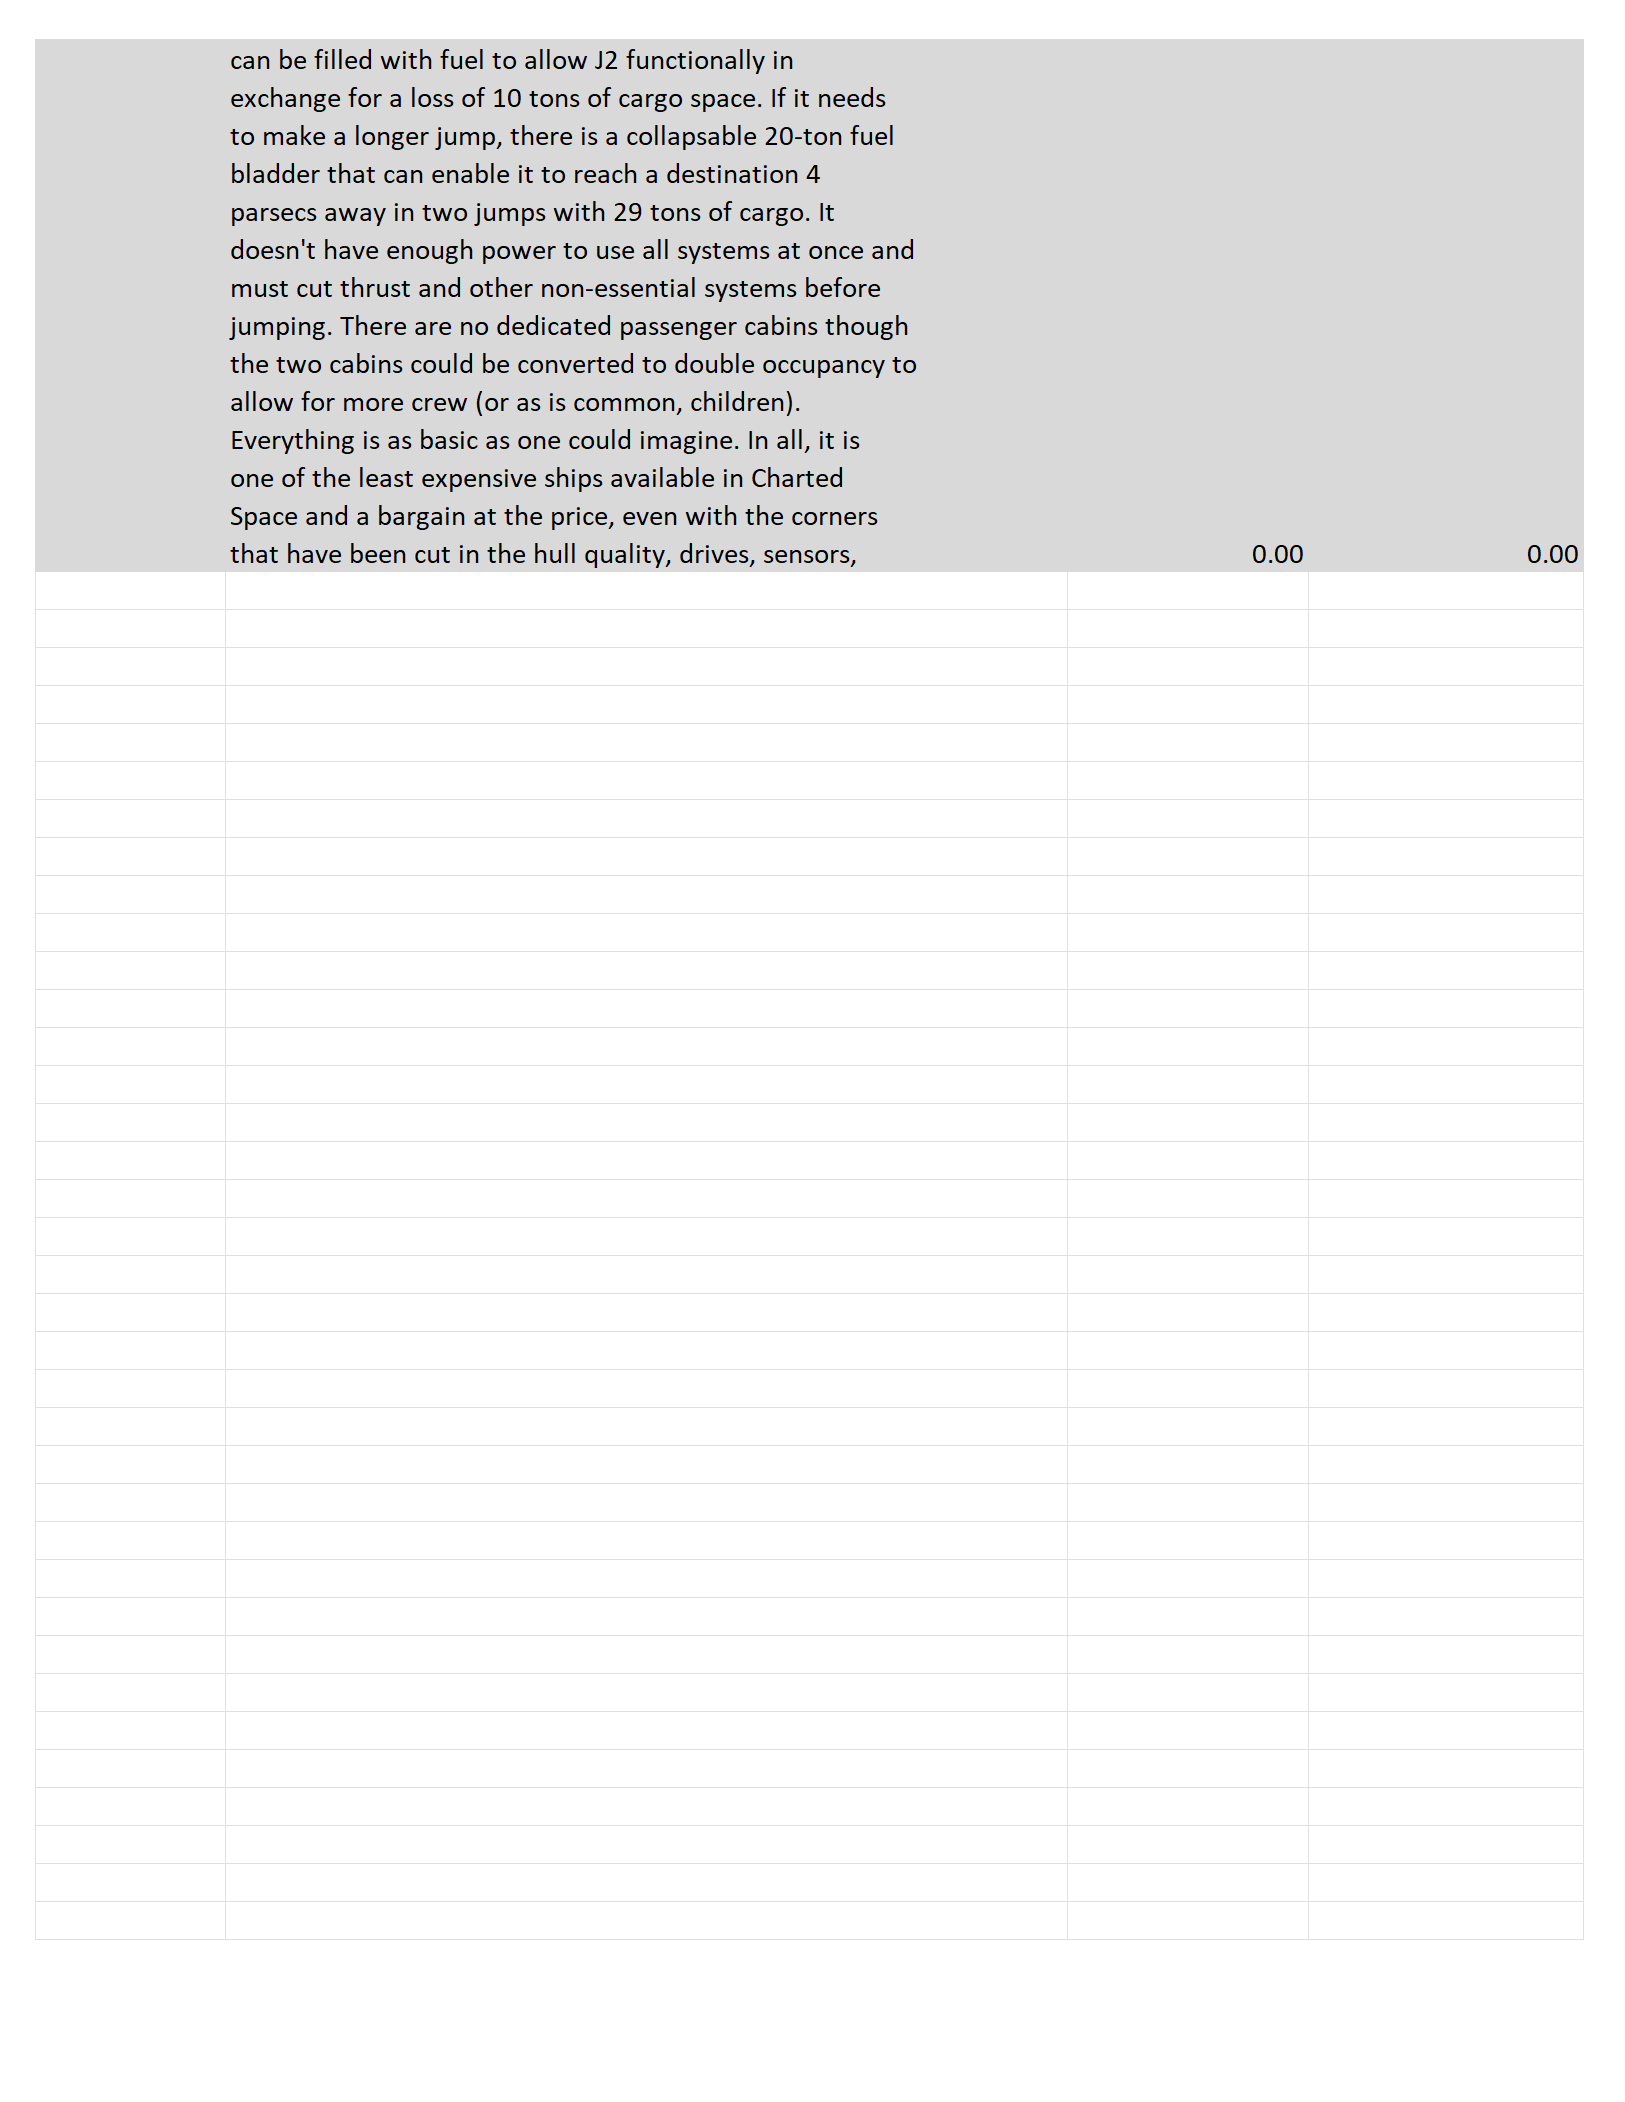 can be filled with fuel to allow J2 functionally in
exchange for a loss of 10 tons of cargo space. If it needs
to make a longer jump, there is a collapsable 20-ton fuel
bladder that can enable it to reach a destination 4
parsecs away in two jumps with 29 tons of cargo. It
doesn't have enough power to use all systems at once and
must cut thrust and other non-essential systems before
jumping. There are no dedicated passenger cabins though
the two cabins could be converted to double occupancy to
allow for more crew (or as is common, children).
Everything is as basic as one could imagine. In all, it is
one of the least expensive ships available in Charted
Space and a bargain at the price, even with the corners
that have been cut in the hull quality, drives, sensors, 0.00 0.00